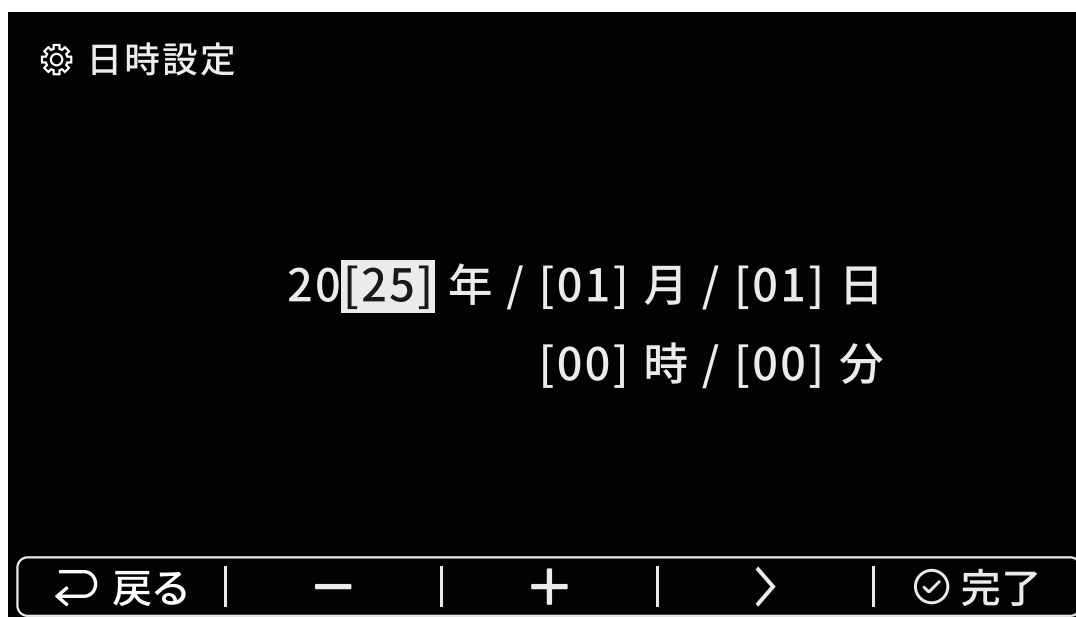 日時設定
20[25] 年 / [01] 月 / [01] 日
[00] 時 / [00] 分
戻る | − | + | > | 完了